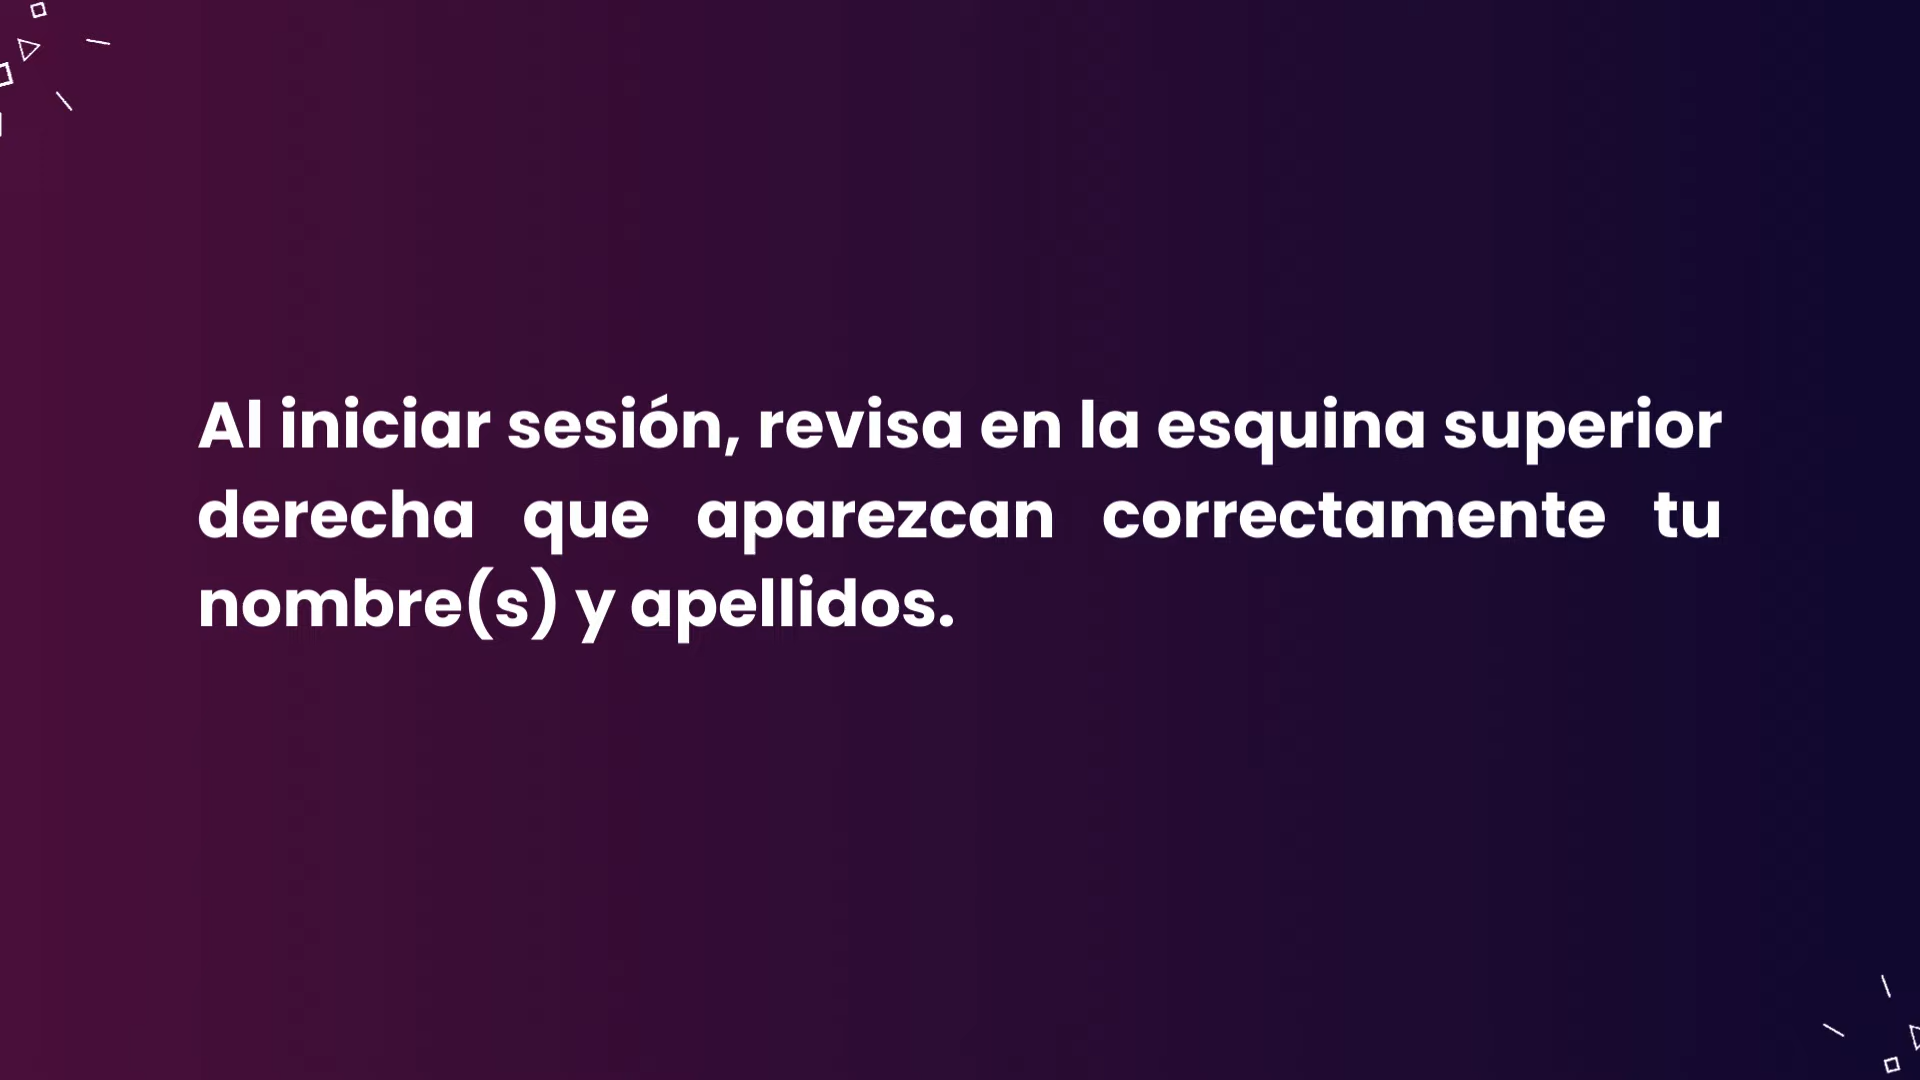 Al iniciar sesión, revisa en la esquina superior
derecha que aparezcan correctamente tu
nombre(s) y apellidos.